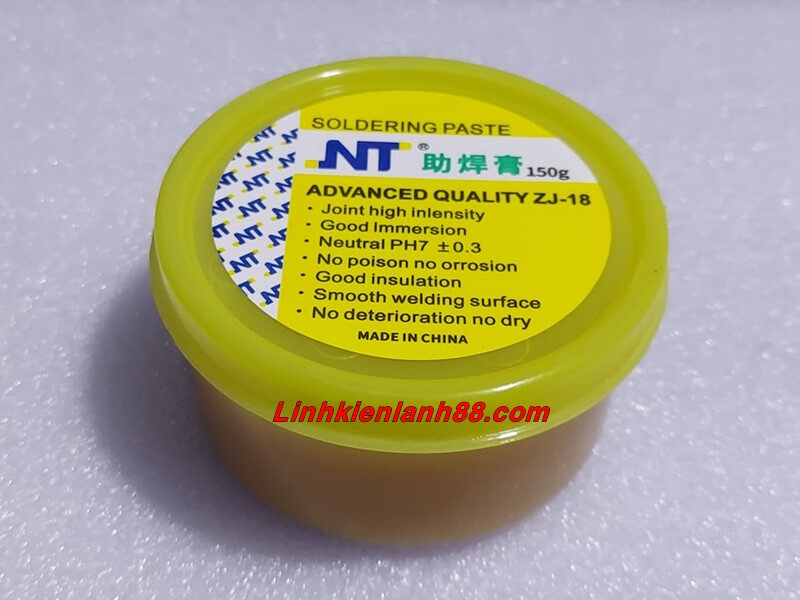 SOLDERING PASTE
NT® 助焊膏 150g
ADVANCED QUALITY ZJ-18
· Joint high inlensity
· Good Immersion
· Neutral PH7 ±0.3
· No poison no orrosion
· Good insulation
· Smooth welding surface
· No deterioration no dry
MADE IN CHINA
Linhkienlanh88.com